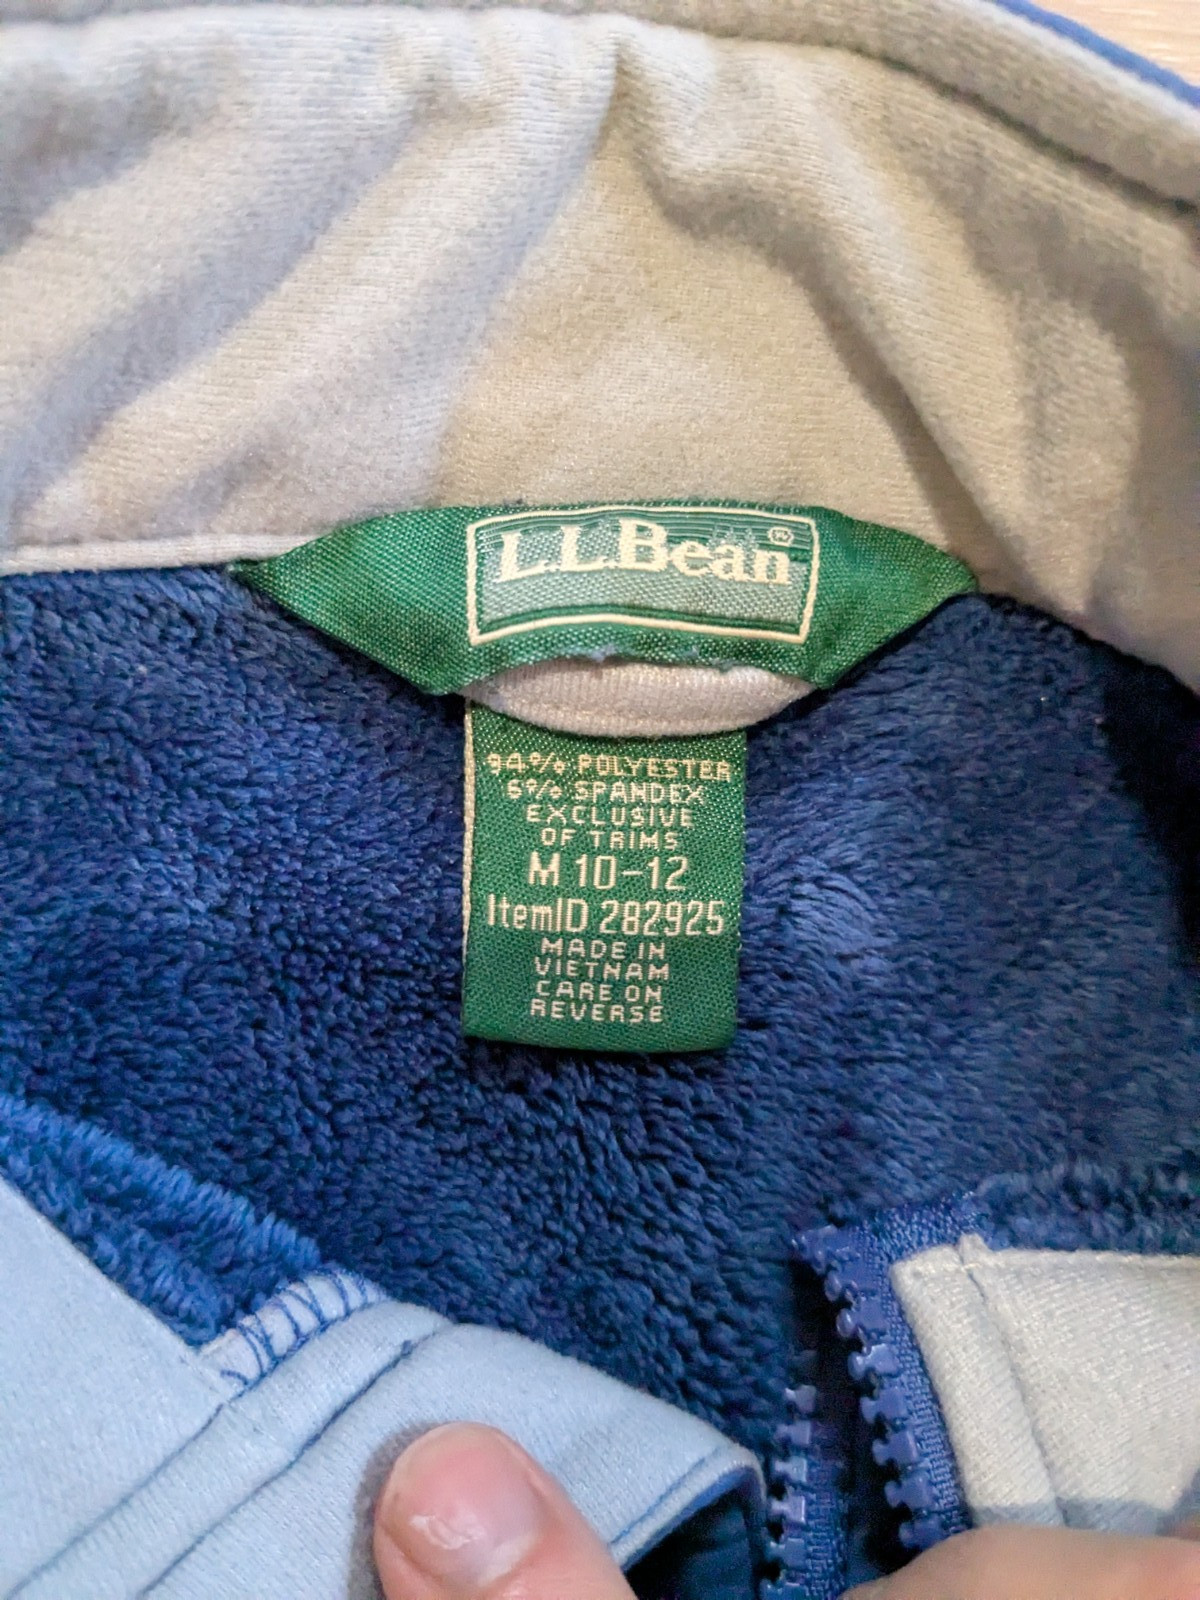 L.L.Bean®
94% POLYESTER
6% SPANDEX
EXCLUSIVE
OF TRIMS
M 10-12
ItemID 282925
MADE IN
VIETNAM
CARE ON
REVERSE